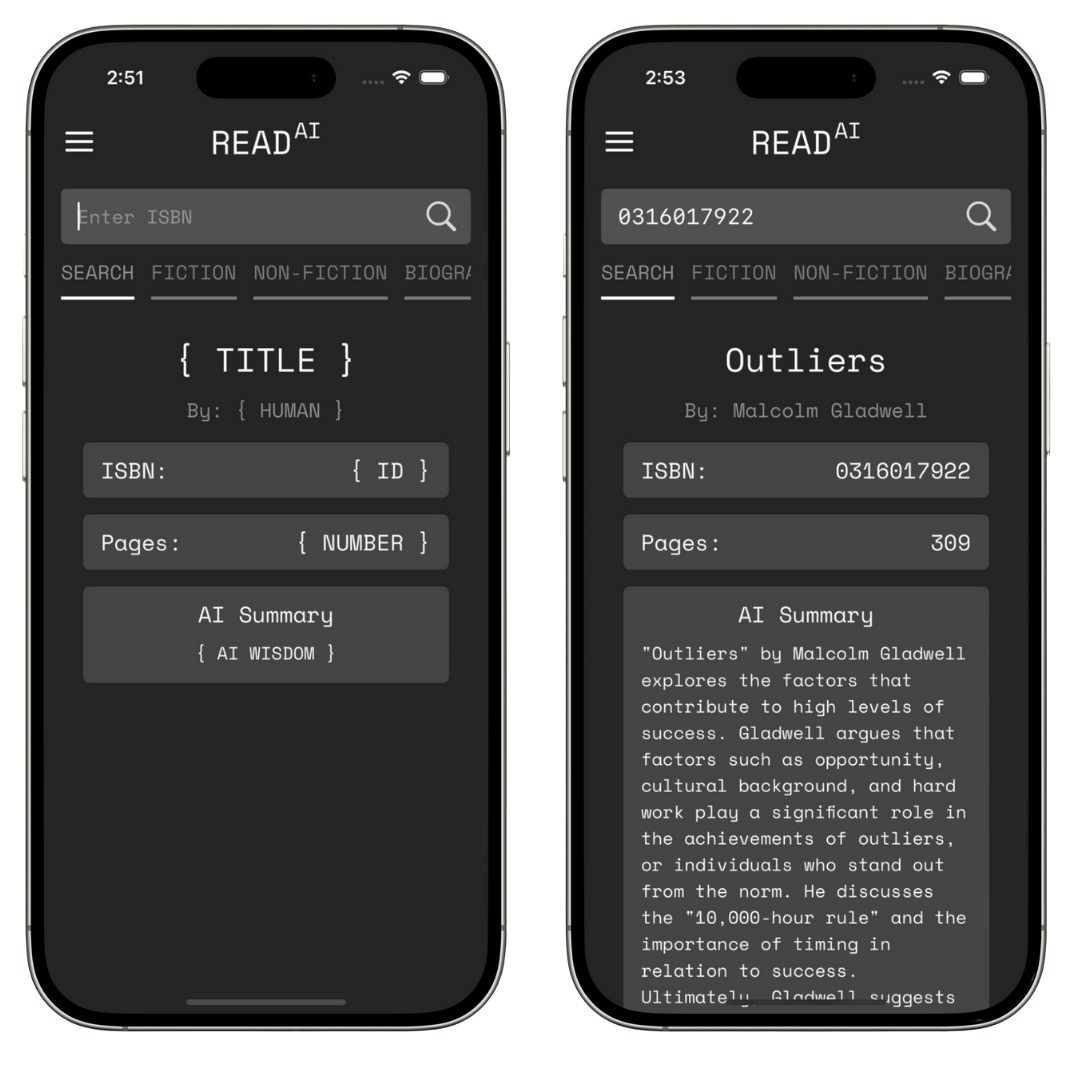 2:51
READ AI
Enter ISBN
SEARCH FICTION NON-FICTION BIOGRA
{ TITLE }
By: { HUMAN }
ISBN: { ID }
Pages: { NUMBER }
AI Summary
{ AI WISDOM }
2:53
READ AI
0316017922
SEARCH FICTION NON-FICTION BIOGRA
Outliers
By: Malcolm Gladwell
ISBN: 0316017922
Pages: 309
AI Summary
"Outliers" by Malcolm Gladwell
explores the factors that
contribute to high levels of
success. Gladwell argues that
factors such as opportunity,
cultural background, and hard
work play a significant role in
the achievements of outliers,
or individuals who stand out
from the norm. He discusses
the "10,000-hour rule" and the
importance of timing in
relation to success.
Ultimately, Gladwell suggests